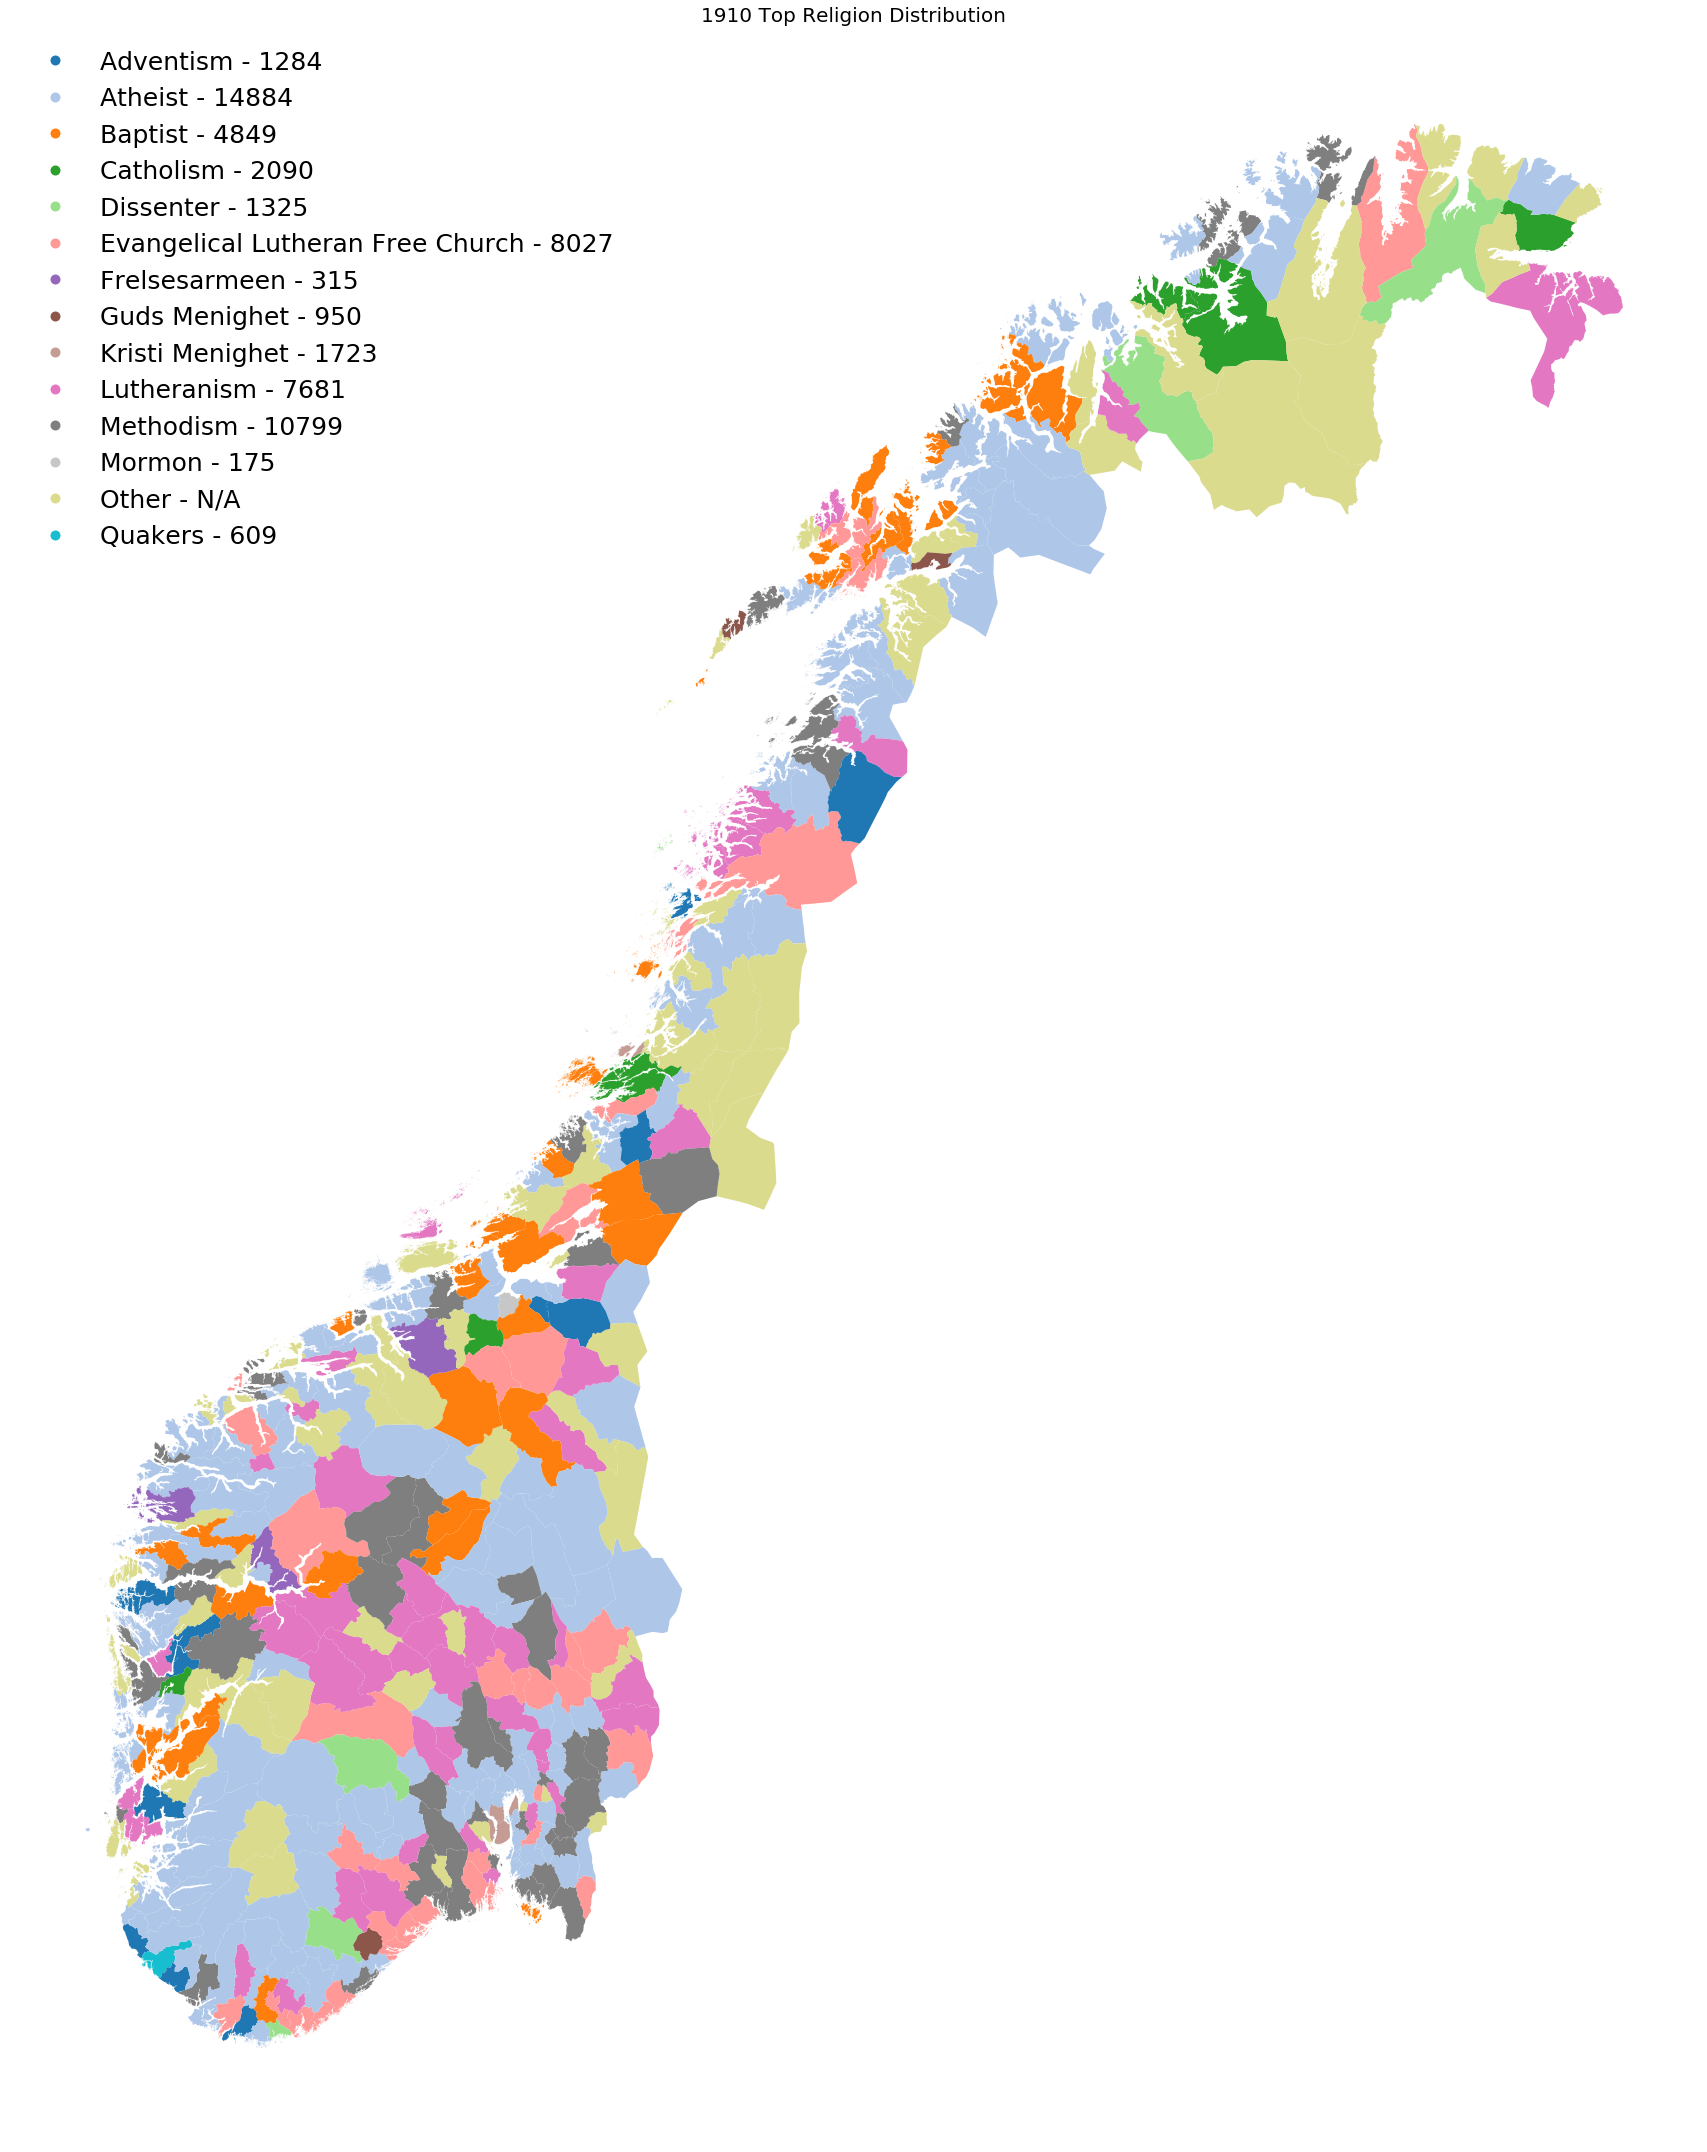 1910 Top Religion Distribution
Adventism - 1284
Atheist - 14884
Baptist - 4849
Catholism - 2090
Dissenter - 1325
Evangelical Lutheran Free Church - 8027
Frelsesarmeen - 315
Guds Menighet - 950
Kristi Menighet - 1723
Lutheranism - 7681
Methodism - 10799
Mormon - 175
Other - N/A
Quakers - 609